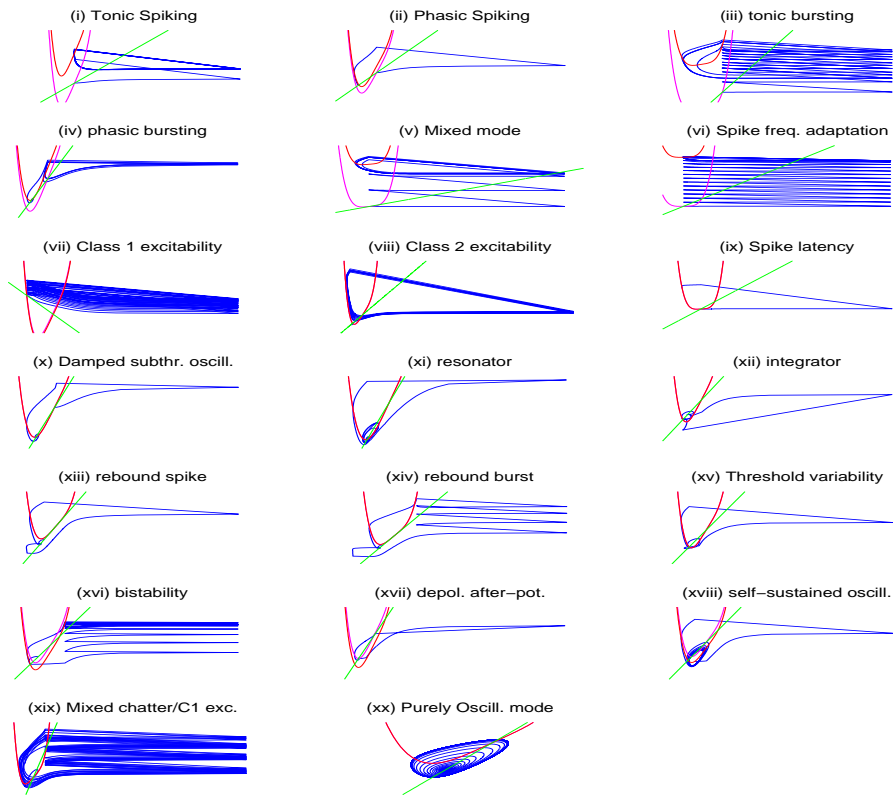 (i) Tonic Spiking
(ii) Phasic Spiking
(iii) tonic bursting
(iv) phasic bursting
(v) Mixed mode
(vi) Spike freq. adaptation
(vii) Class 1 excitability
(viii) Class 2 excitability
(ix) Spike latency
(x) Damped subthr. oscill.
(xi) resonator
(xii) integrator
(xiii) rebound spike
(xiv) rebound burst
(xv) Threshold variability
(xvi) bistability
(xvii) depol. after−pot.
(xviii) self−sustained oscill.
(xix) Mixed chatter/C1 exc.
(xx) Purely Oscill. mode